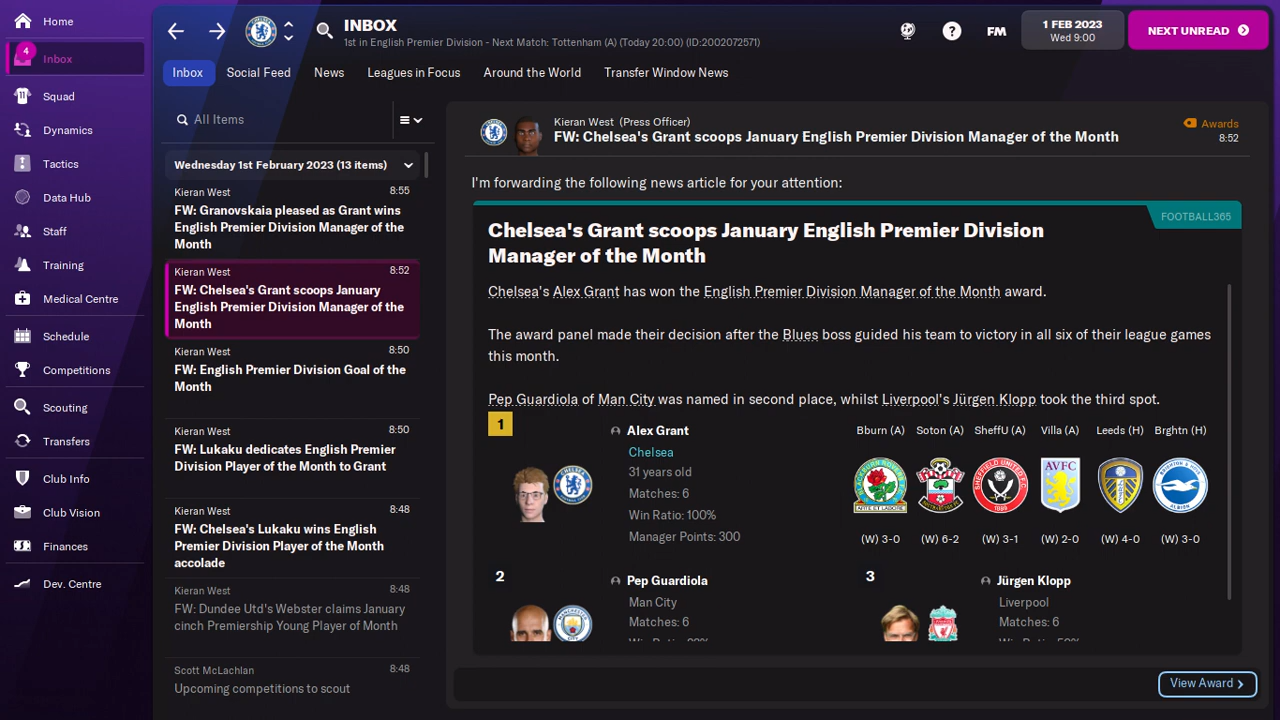 Home
4
Inbox
Squad
Dynamics
Tactics
Data Hub
Staff
Training
Medical Centre
Schedule
Competitions
Scouting
Transfers
Club Info
Club Vision
Finances
Dev. Centre
INBOX
1st in English Premier Division - Next Match: Tottenham (A) (Today 20:00) (ID:2002072571)
?
FM
1 FEB 2023
Wed 9:00
NEXT UNREAD
Inbox
Social Feed
News
Leagues in Focus
Around the World
Transfer Window News
All Items
Wednesday 1st February 2023 (13 items)
Kieran West 8:55
FW: Granovskaia pleased as Grant wins
English Premier Division Manager of the
Month
Kieran West 8:52
FW: Chelsea's Grant scoops January
English Premier Division Manager of the
Month
Kieran West 8:50
FW: English Premier Division Goal of the
Month
Kieran West 8:50
FW: Lukaku dedicates English Premier
Division Player of the Month to Grant
Kieran West 8:48
FW: Chelsea's Lukaku wins English
Premier Division Player of the Month
accolade
Kieran West 8:48
FW: Dundee Utd's Webster claims January
cinch Premiership Young Player of Month
Scott McLachlan 8:48
Upcoming competitions to scout
Kieran West (Press Officer)
FW: Chelsea's Grant scoops January English Premier Division Manager of the Month
Awards
8:52
I'm forwarding the following news article for your attention:
FOOTBALL365
Chelsea's Grant scoops January English Premier Division
Manager of the Month
Chelsea's Alex Grant has won the English Premier Division Manager of the Month award.
The award panel made their decision after the Blues boss guided his team to victory in all six of their league games
this month.
Pep Guardiola of Man City was named in second place, whilst Liverpool's Jürgen Klopp took the third spot.
1
Alex Grant
Chelsea
31 years old
Matches: 6
Win Ratio: 100%
Manager Points: 300
Bburn (A) Soton (A) SheffU (A) Villa (A) Leeds (H) Brghtn (H)
AVFC
(W) 3-0 (W) 6-2 (W) 3-1 (W) 2-0 (W) 4-0 (W) 3-0
2
Pep Guardiola
Man City
Matches: 6
3
Jürgen Klopp
Liverpool
Matches: 6
View Award